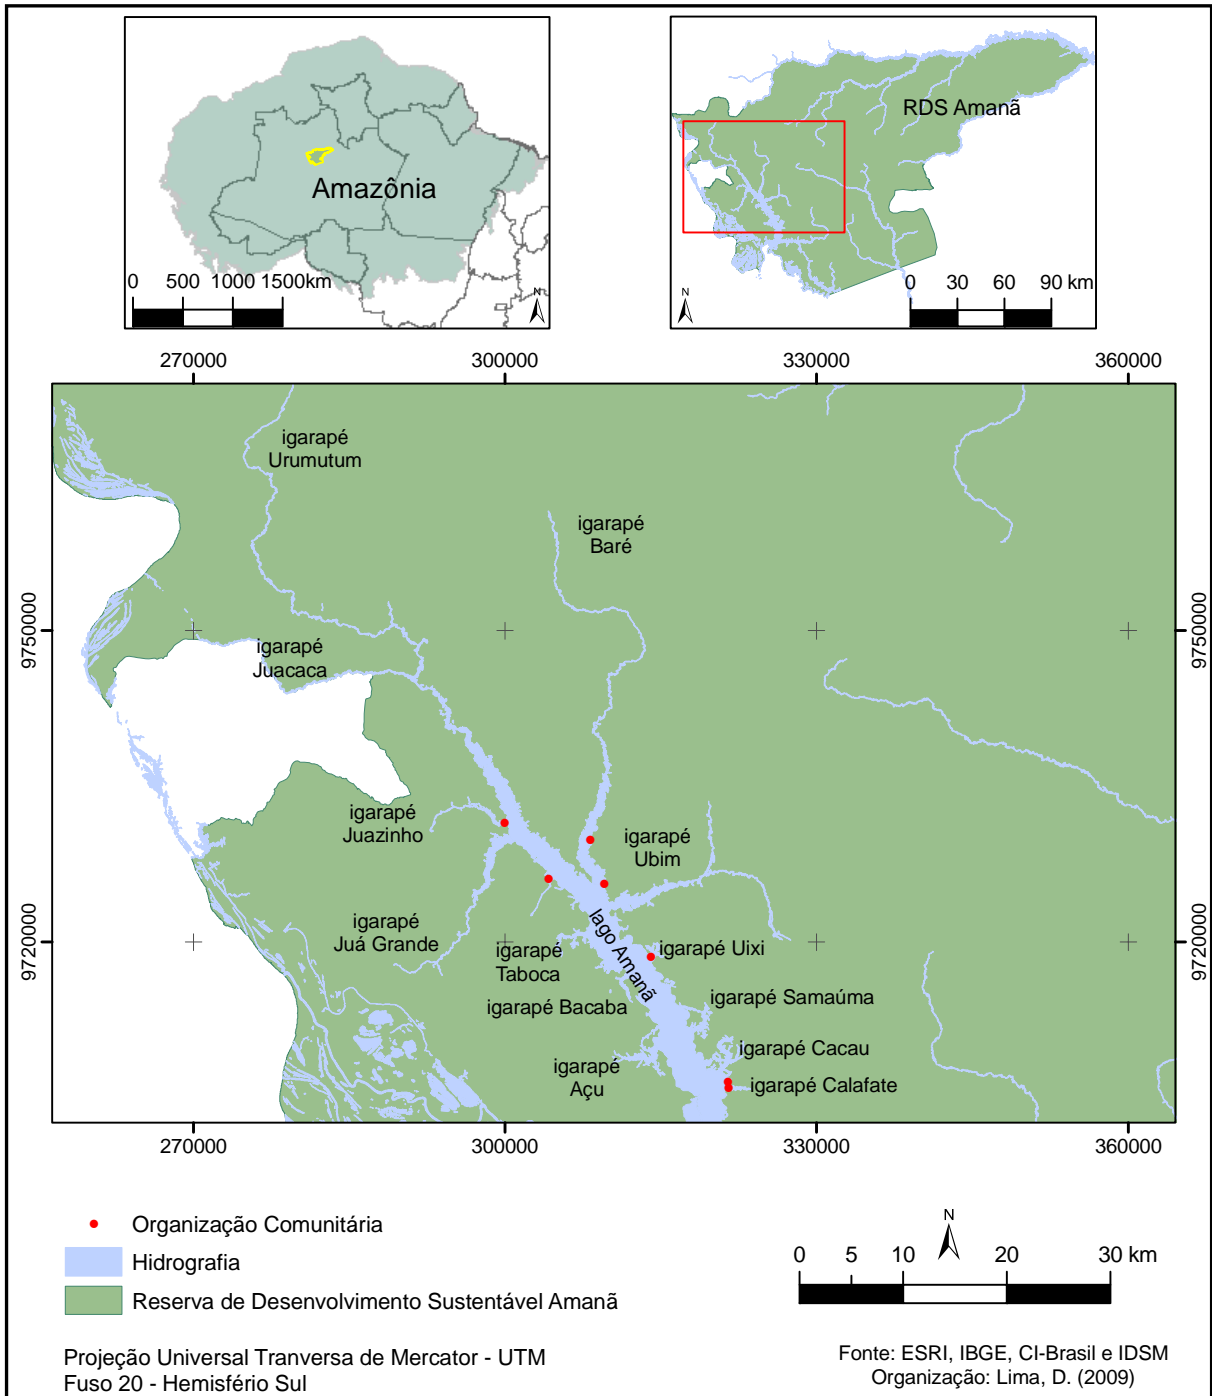 Amazônia
0 500 1000 1500km
N
RDS Amanã
0 30 60 90 km
N
270000 300000 330000 360000
igarapé
Urumutum
igarapé
Baré
9750000
9750000
igarapé
Juacaca
igarapé
Juazinho
igarapé
Ubim
igarapé
Juá Grande
9720000
9720000
lago Amanã
igarapé
Taboca
igarapé Uixi
igarapé Bacaba
igarapé Samaúma
igarapé Cacau
igarapé
Açu
igarapé Calafate
270000 300000 330000 360000
Organização Comunitária
Hidrografia
Reserva de Desenvolvimento Sustentável Amanã
N
0 5 10 20 30 km
Projeção Universal Tranversa de Mercator - UTM
Fuso 20 - Hemisfério Sul
Fonte: ESRI, IBGE, CI-Brasil e IDSM
Organização: Lima, D. (2009)